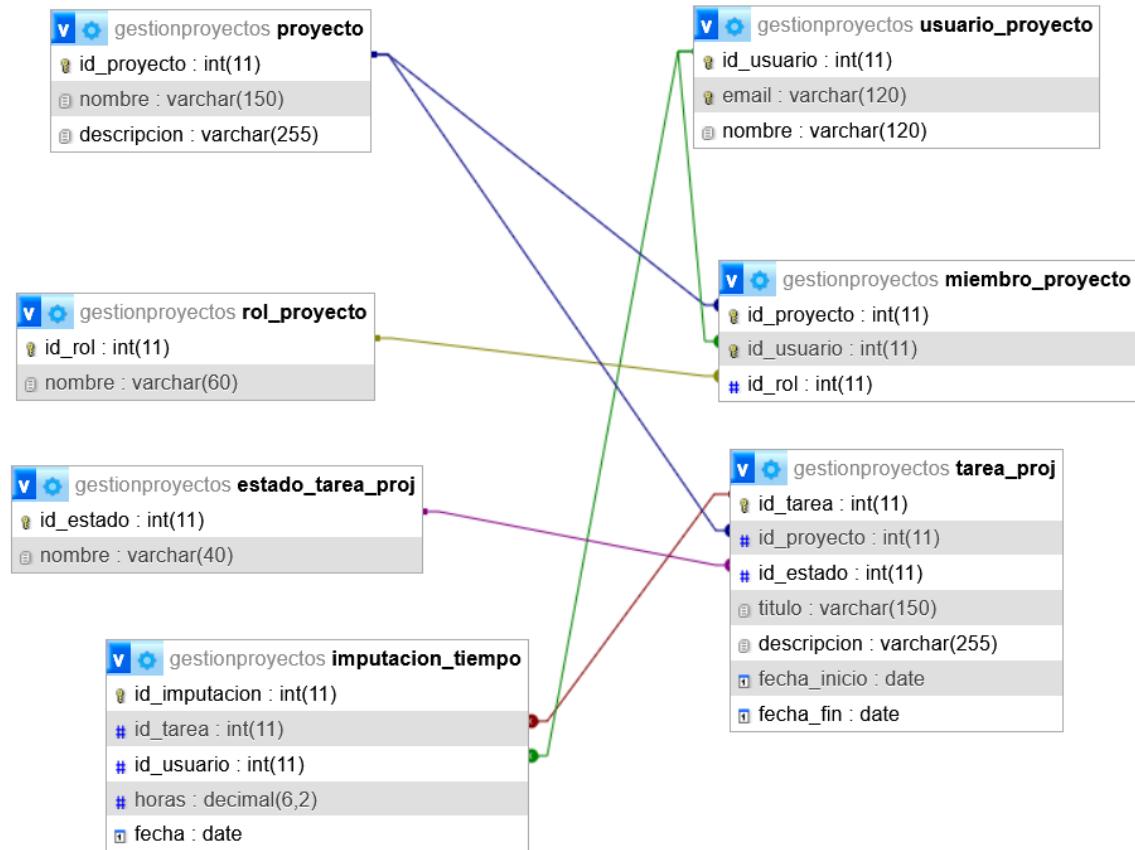 v gestionproyectos proyecto
id_proyecto : int(11)
nombre : varchar(150)
descripcion : varchar(255)
v gestionproyectos usuario_proyecto
id_usuario : int(11)
email : varchar(120)
nombre : varchar(120)
v gestionproyectos rol_proyecto
id_rol : int(11)
nombre : varchar(60)
v gestionproyectos miembro_proyecto
id_proyecto : int(11)
id_usuario : int(11)
# id_rol : int(11)
v gestionproyectos estado_tarea_proj
id_estado : int(11)
nombre : varchar(40)
v gestionproyectos tarea_proj
id_tarea : int(11)
# id_proyecto : int(11)
# id_estado : int(11)
titulo : varchar(150)
descripcion : varchar(255)
fecha_inicio : date
fecha_fin : date
v gestionproyectos imputacion_tiempo
id_imputacion : int(11)
# id_tarea : int(11)
# id_usuario : int(11)
# horas : decimal(6,2)
fecha : date